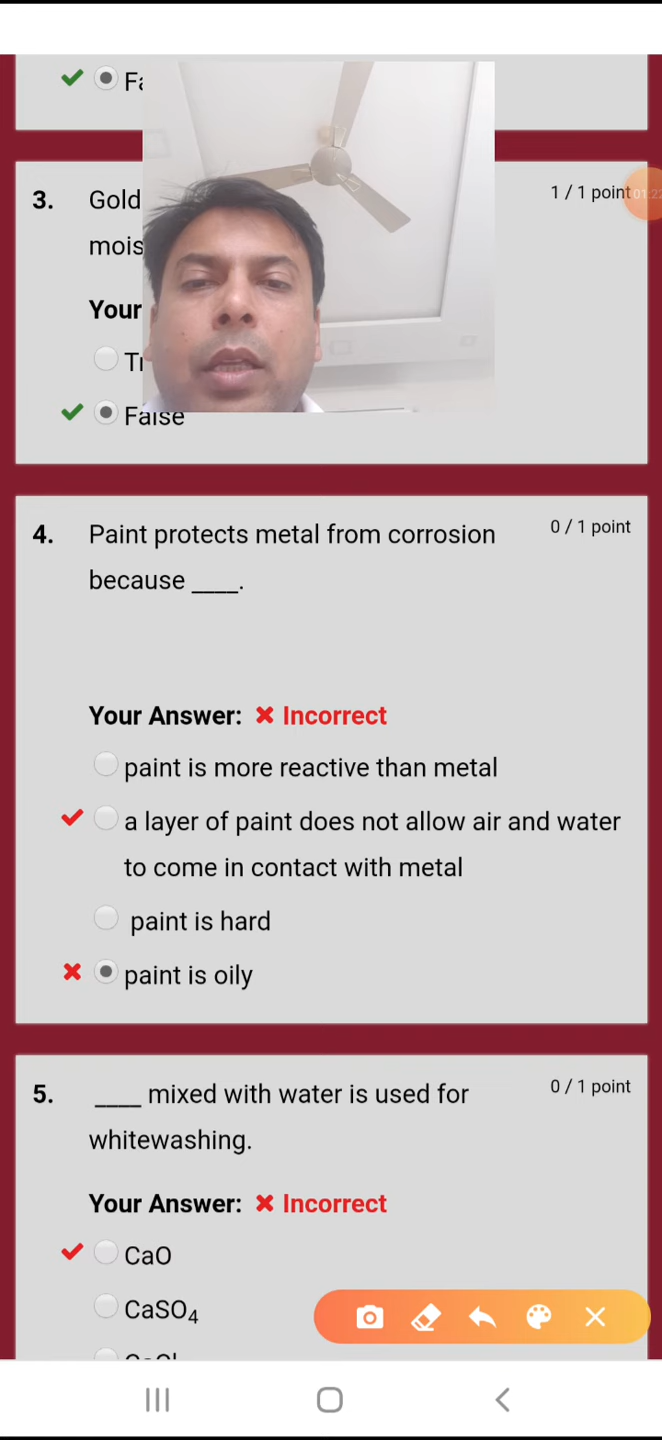 3. Gold 1 / 1 point
Your
False
4. Paint protects metal from corrosion 0 / 1 point
because ____.
Your Answer: ✖ Incorrect
paint is more reactive than metal
a layer of paint does not allow air and water
to come in contact with metal
paint is hard
paint is oily
5. ____ mixed with water is used for 0 / 1 point
whitewashing.
Your Answer: ✖ Incorrect
CaO
CaSO₄